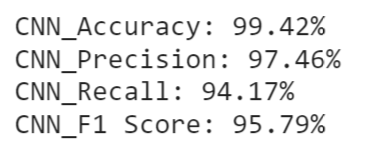 CNN_Accuracy: 99.42%
CNN_Precision: 97.46%
CNN_Recall: 94.17%
CNN_F1 Score: 95.79%